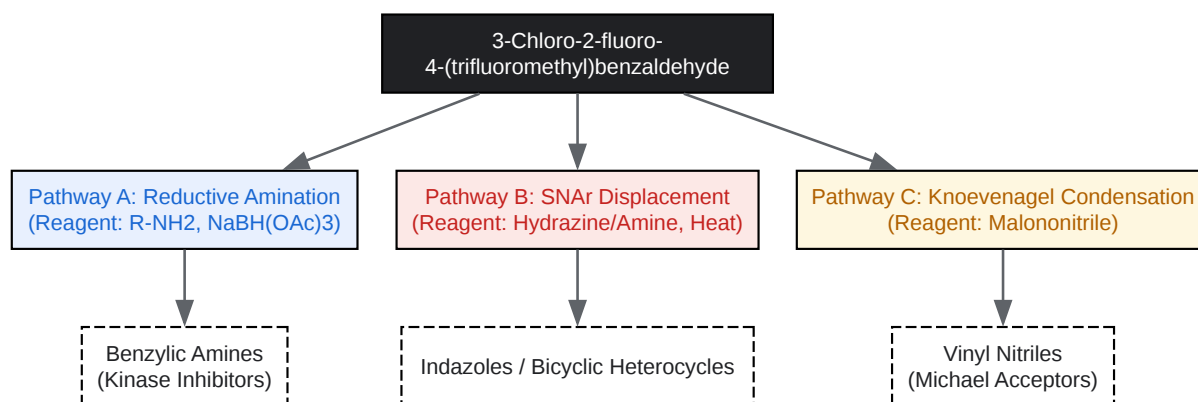 3-Chloro-2-fluoro-
4-(trifluoromethyl)benzaldehyde
Pathway A: Reductive Amination
(Reagent: R-NH2, NaBH(OAc)3)
Pathway B: SNAr Displacement
(Reagent: Hydrazine/Amine, Heat)
Pathway C: Knoevenagel Condensation
(Reagent: Malononitrile)
Benzylic Amines
(Kinase Inhibitors)
Indazoles / Bicyclic Heterocycles
Vinyl Nitriles
(Michael Acceptors)